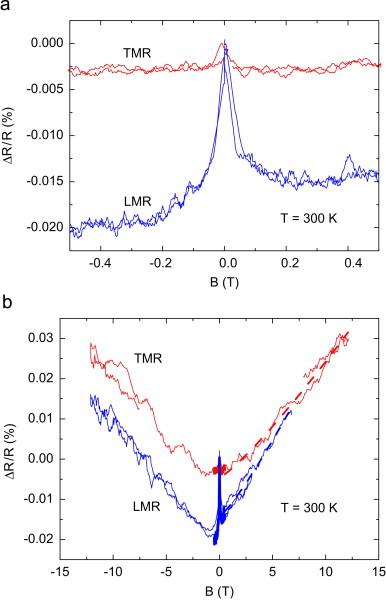 a
0.000
TMR
-0.005
-0.010
ΔR/R (%)
-0.015
LMR
T = 300 K
-0.020
-0.4 -0.2 0.0 0.2 0.4
B (T)
b
0.03
TMR
0.02
0.01
ΔR/R (%)
0.00
-0.01
LMR
T = 300 K
-0.02
-15 -10 -5 0 5 10 15
B (T)